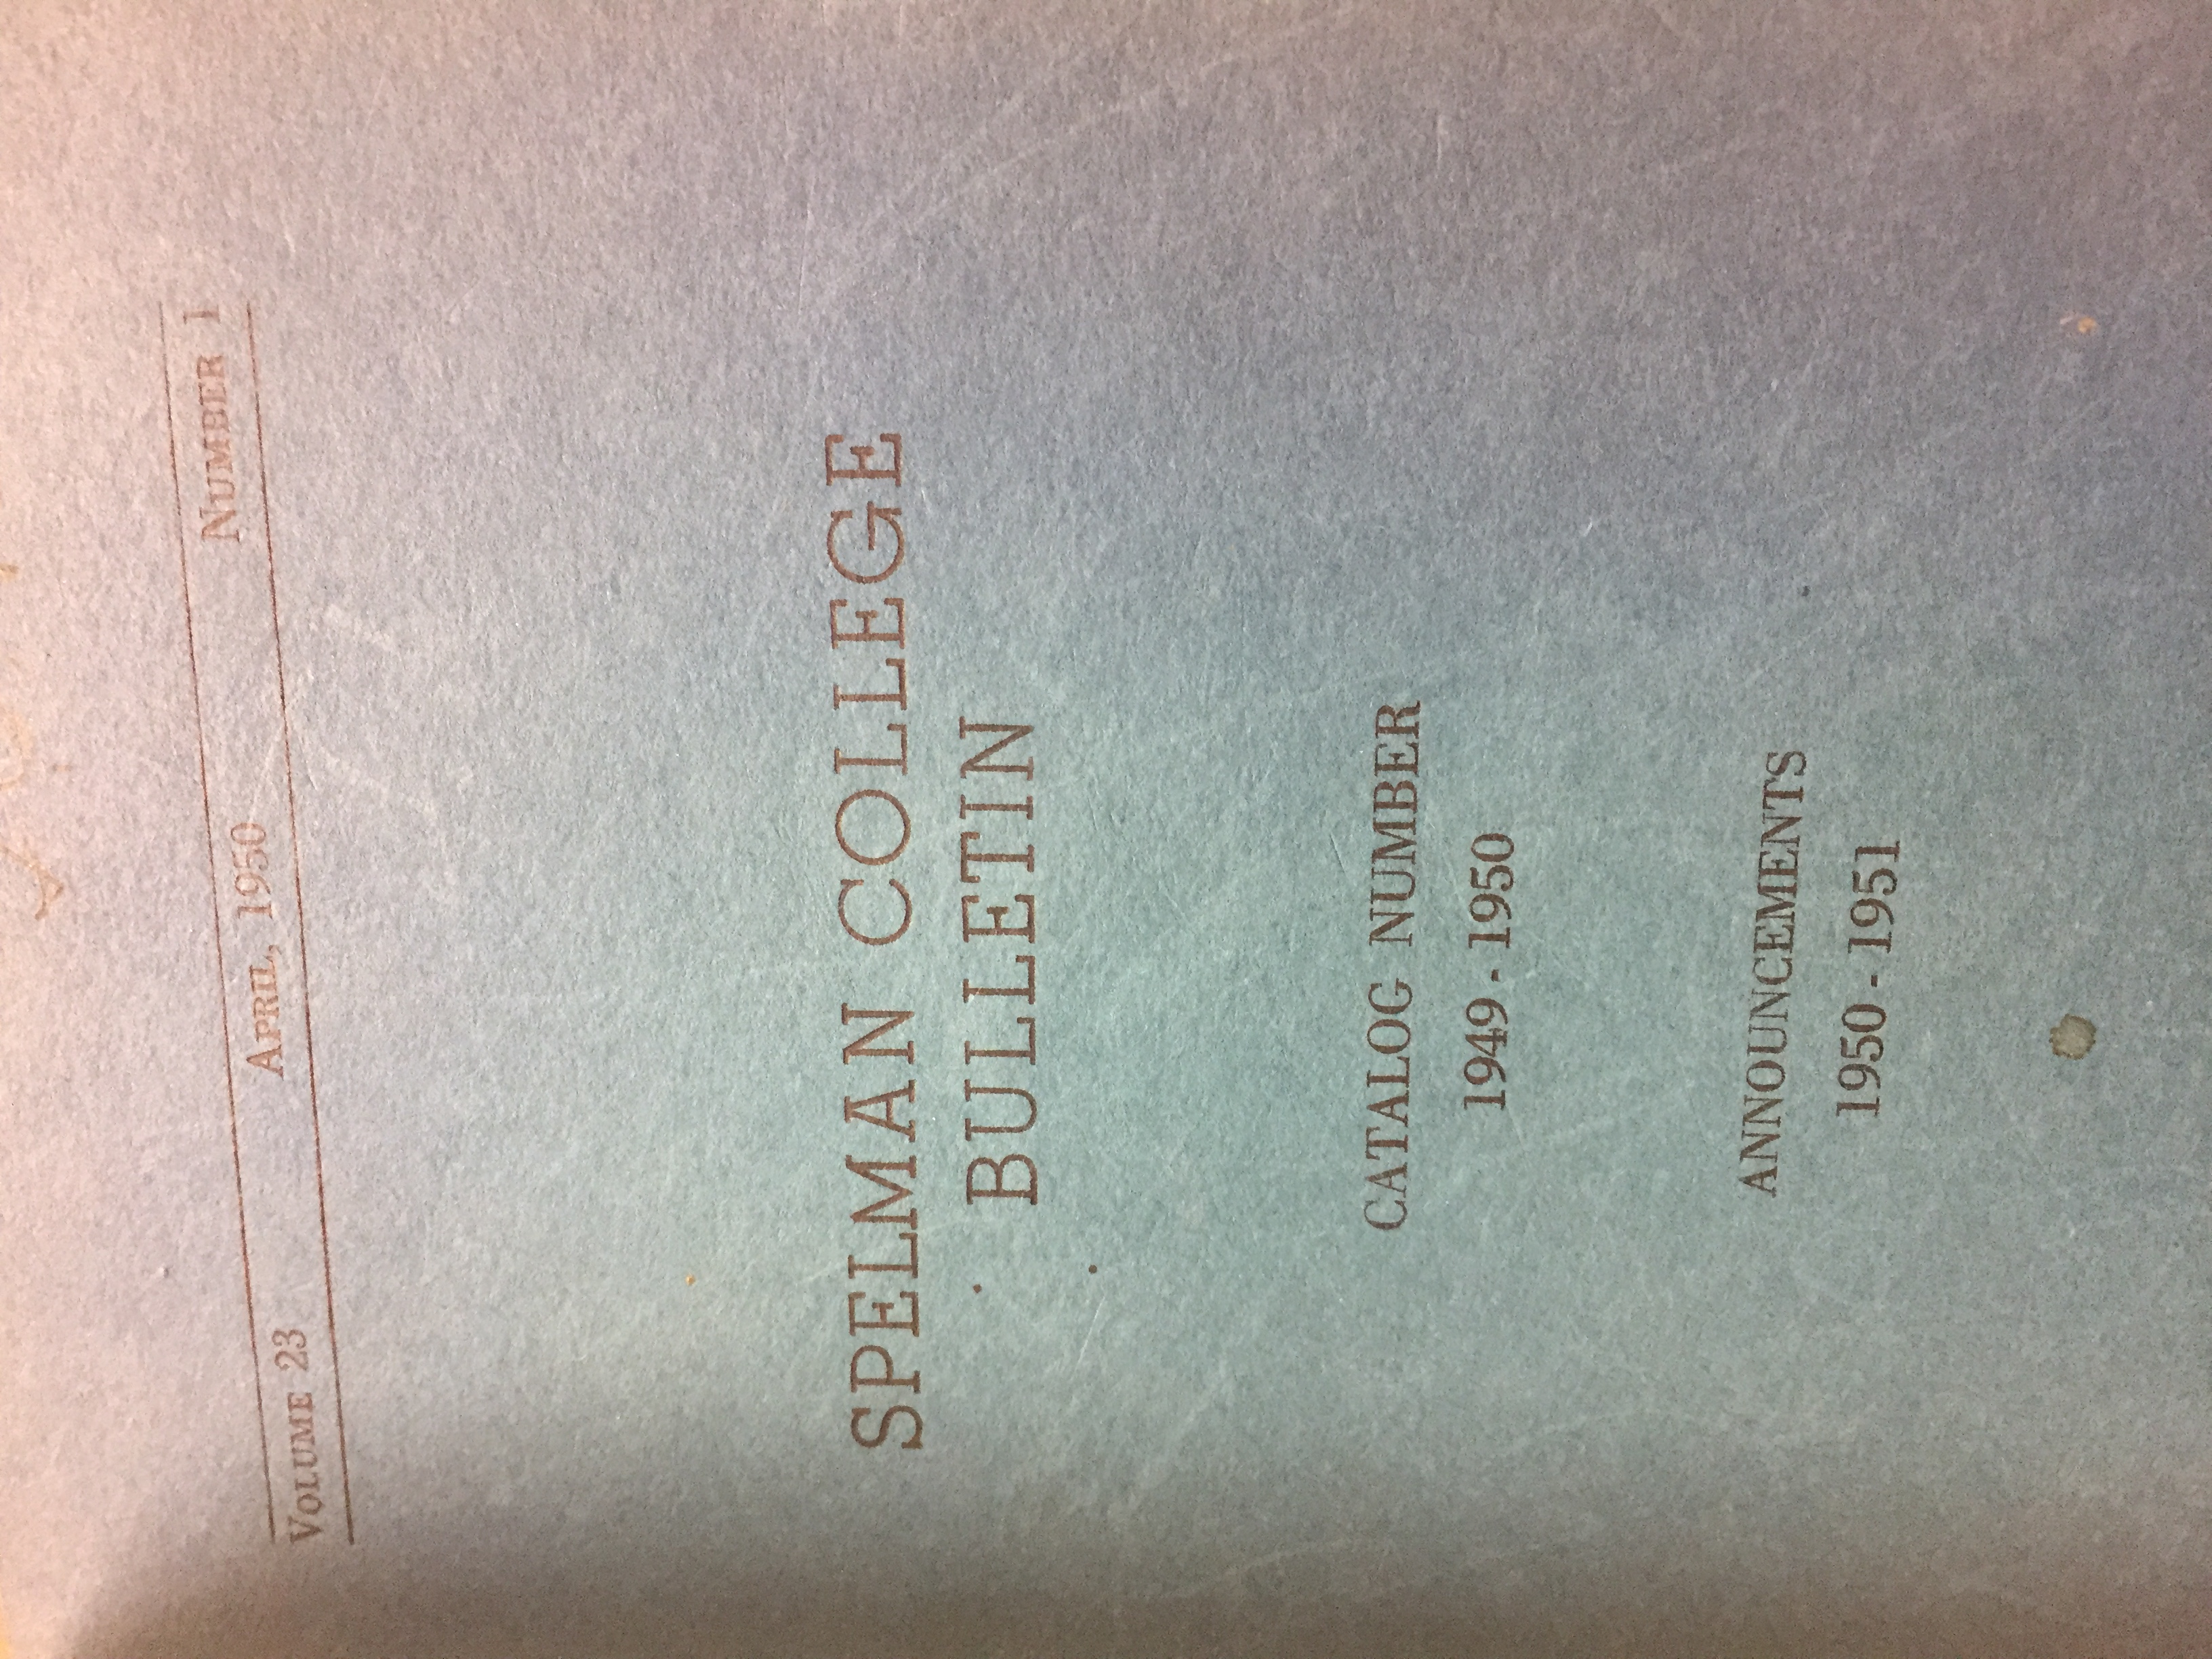 VOLUME 23 APRIL, 1950 NUMBER 1
SPELMAN COLLEGE
BULLETIN
CATALOG NUMBER
1949 - 1950
ANNOUNCEMENTS
1950 - 1951